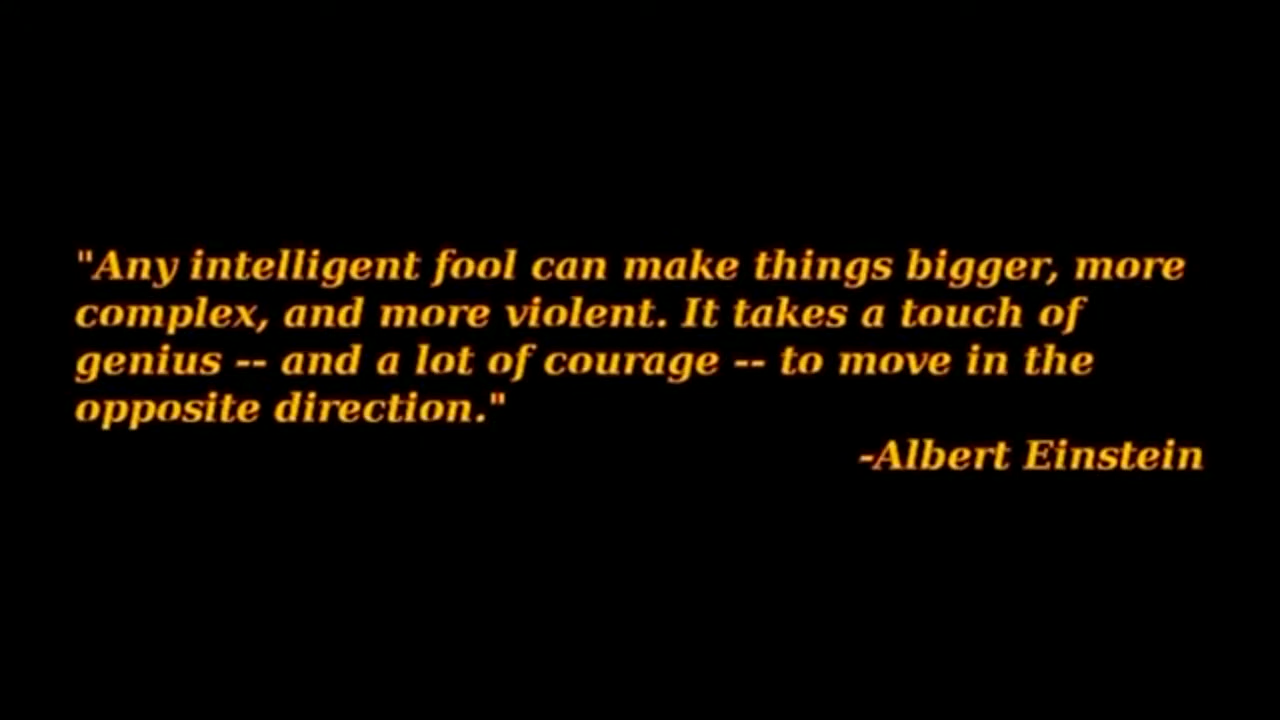 "Any intelligent fool can make things bigger, more
complex, and more violent. It takes a touch of
genius -- and a lot of courage -- to move in the
opposite direction."
-Albert Einstein